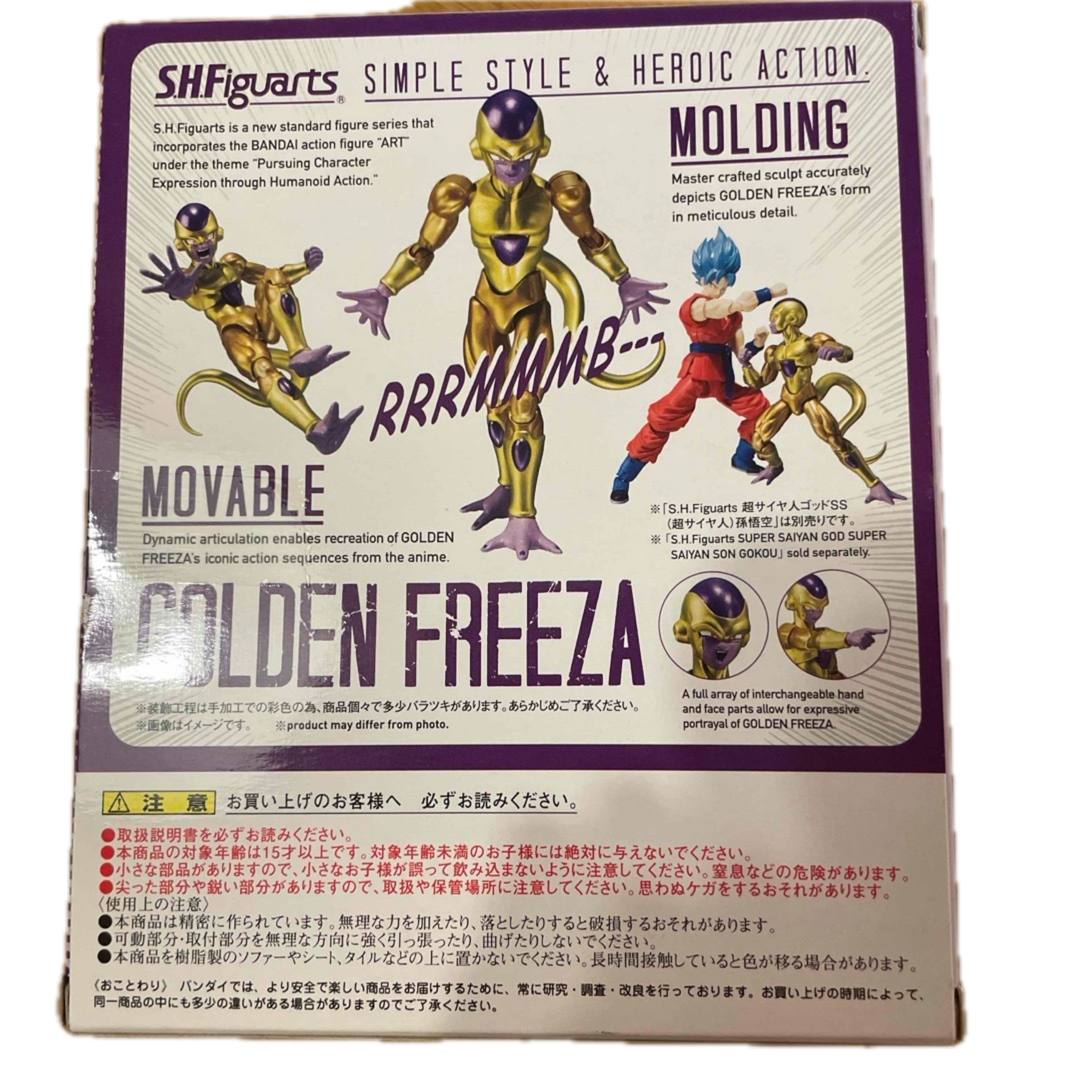 S.H.Figuarts® SIMPLE STYLE & HEROIC ACTION.
S.H.Figuarts is a new standard figure series that
incorporates the BANDAI action figure "ART"
under the theme "Pursuing Character
Expression through Humanoid Action."
MOLDING
Master crafted sculpt accurately
depicts GOLDEN FREEZA's form
in meticulous detail.
RRRMMMB---
※「S.H.Figuarts 超サイヤ人ゴッドSS
(超サイヤ人)孫悟空」は別売りです。
※「S.H.Figuarts SUPER SAIYAN GOD SUPER
SAIYAN SON GOKOU」sold separately.
MOVABLE
Dynamic articulation enables recreation of GOLDEN
FREEZA's iconic action sequences from the anime.
GOLDEN FREEZA
A full array of interchangeable hand
and face parts allow for expressive
portrayal of GOLDEN FREEZA.
※装飾工程は手加工での彩色の為、商品個々で多少バラツキがあります。あらかじめご了承ください。
※画像はイメージです。 ※product may differ from photo.
注意 お買い上げのお客様へ 必ずお読みください。
●取扱説明書を必ずお読みください。
●本商品の対象年齢は15才以上です。対象年齢未満のお子様には絶対に与えないでください。
●小さな部品がありますので、小さなお子様が誤って飲み込まないように注意してください。窒息などの危険があります。
●尖った部分や鋭い部分がありますので、取扱や保管場所に注意してください。思わぬケガをするおそれがあります。
〈使用上の注意〉
●本商品は精密に作られています。無理な力を加えたり、落としたりすると破損するおそれがあります。
●可動部分・取付部分を無理な方向に強く引っ張ったり、曲げたりしないでください。
●本商品を樹脂製のソファーやシート、タイルなどの上に置かないでください。長時間接触していると色が移る場合があります。
《おことわり》 バンダイでは、より安全で楽しい商品をお届けするために、常に研究・調査・改良を行っております。お買い上げの時期によって、
同一商品の中にも多少の違いがある場合がありますのでご了承ください。